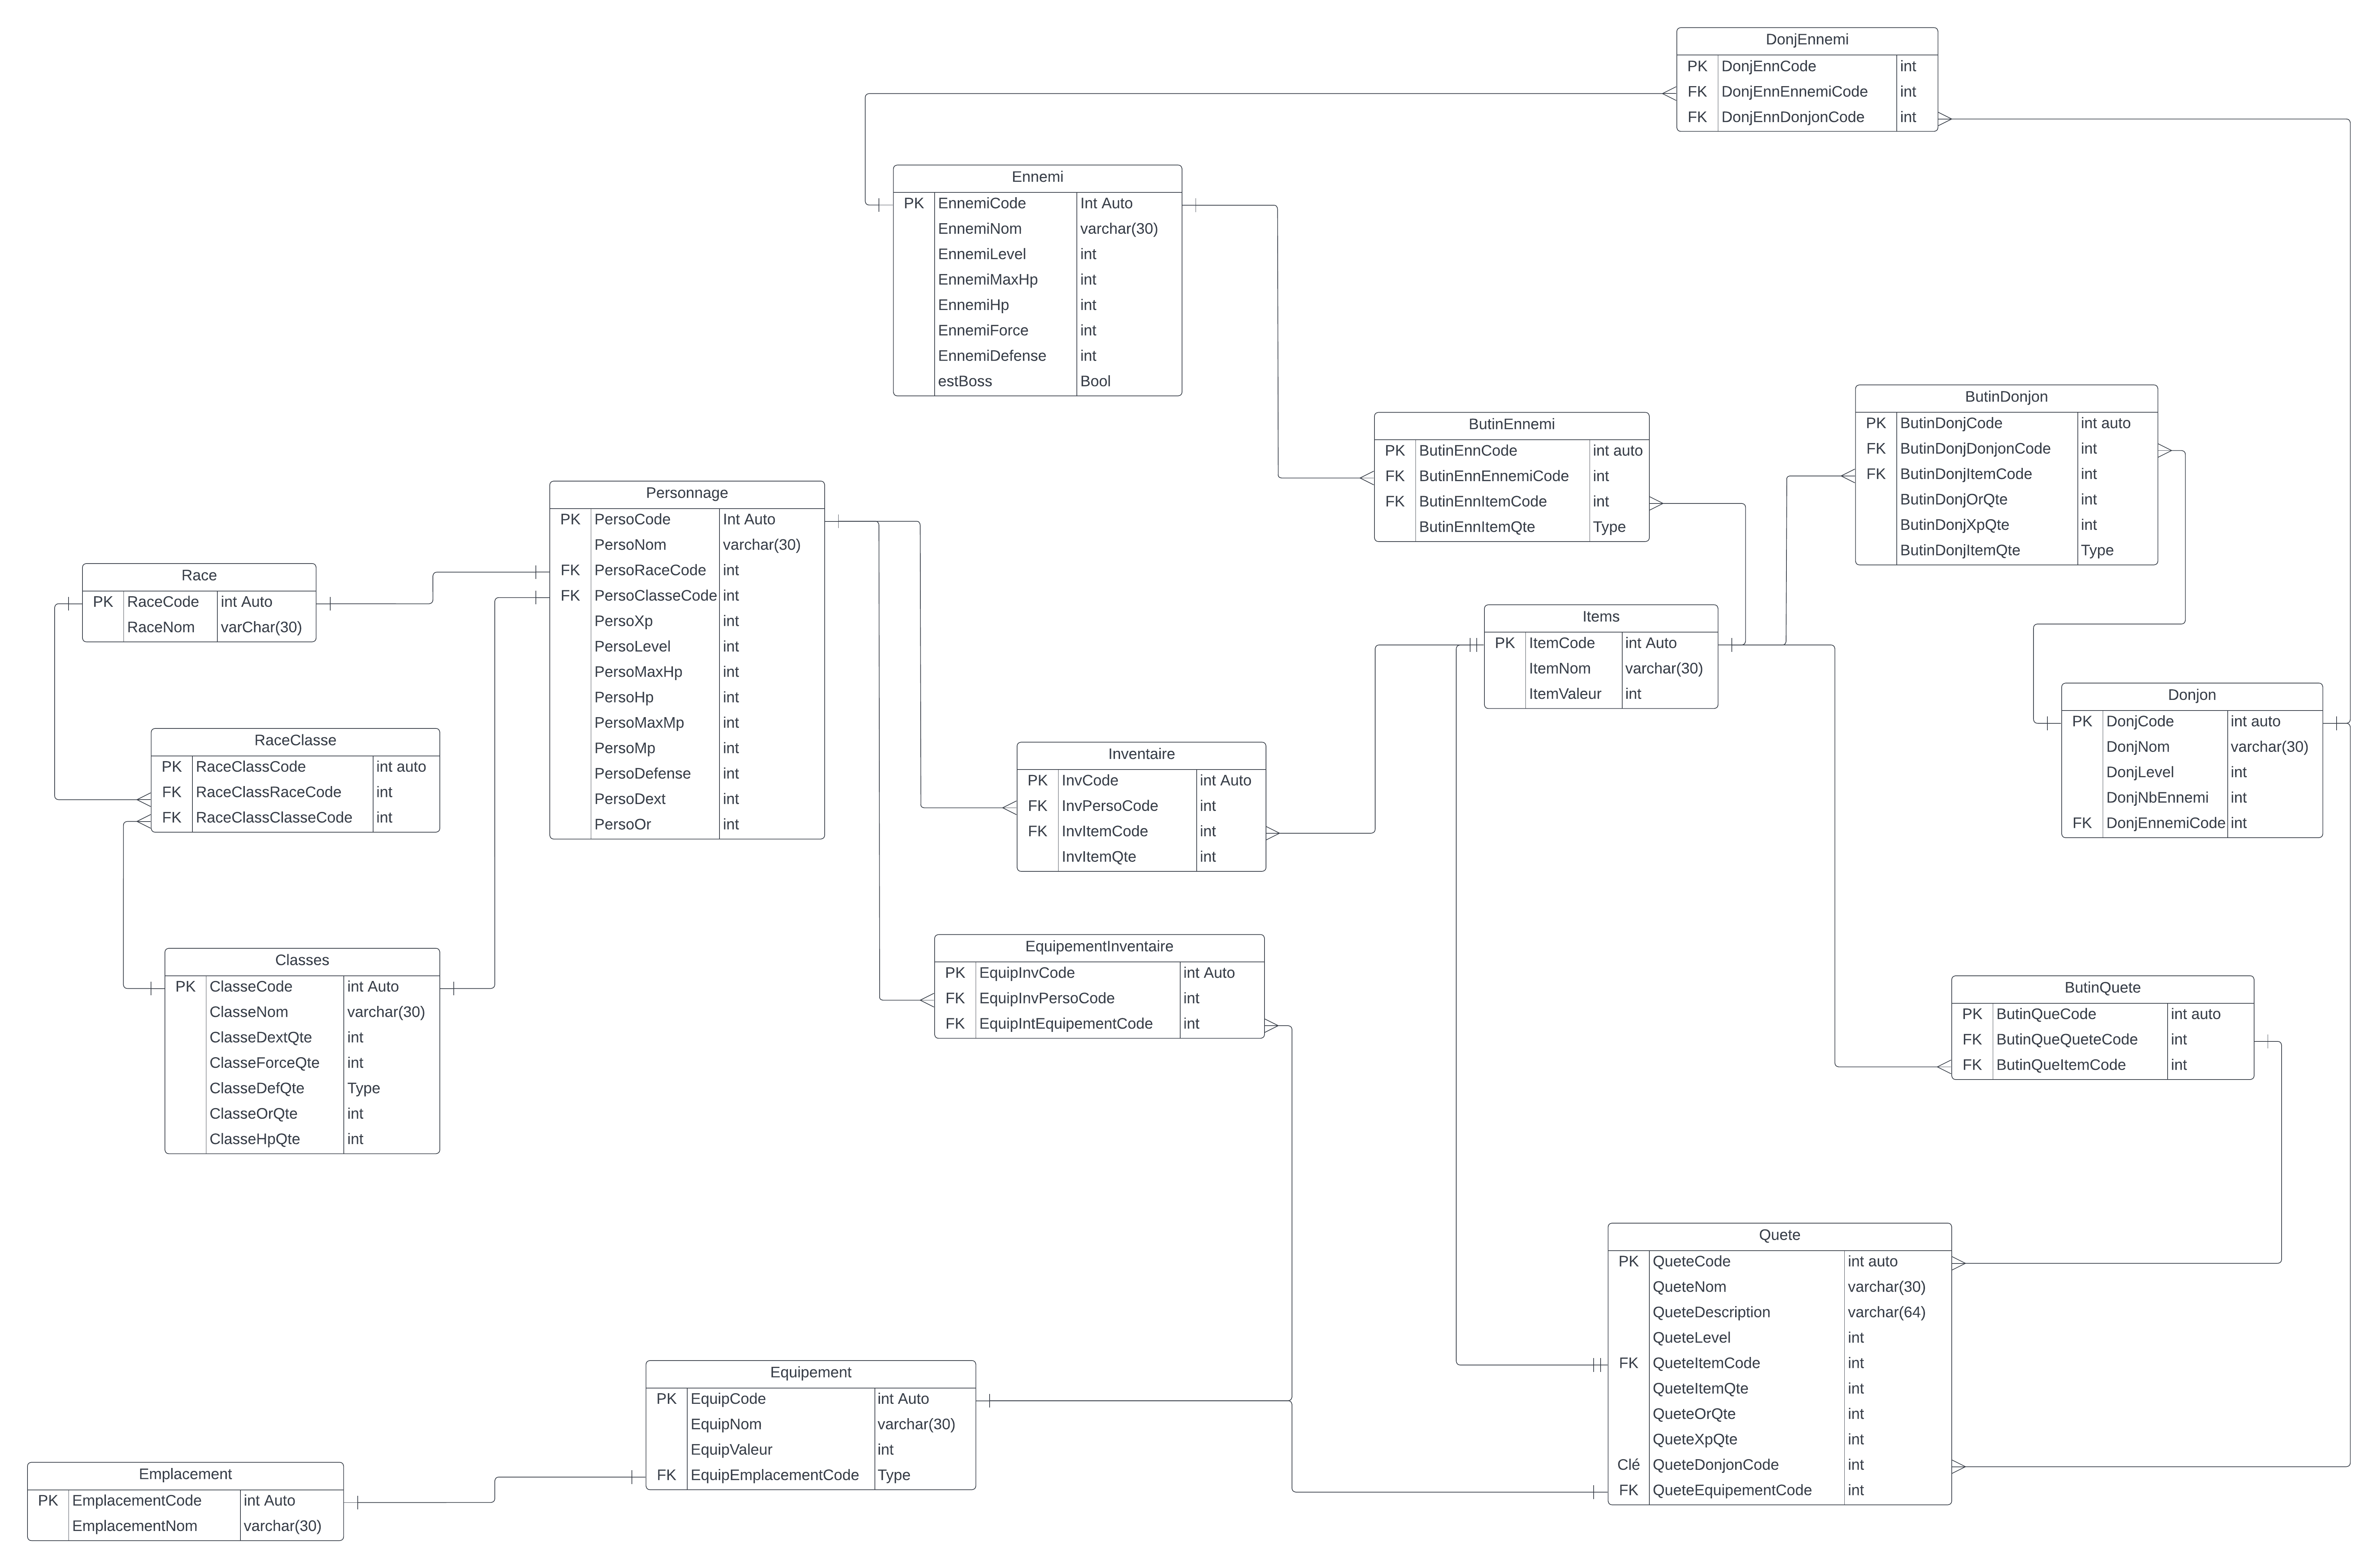 DonjEnnemi
PK DonjEnnCode int
FK DonjEnnEnnemiCode int
FK DonjEnnDonjonCode int
Ennemi
PK EnnemiCode Int Auto
EnnemiNom varchar(30)
EnnemiLevel int
EnnemiMaxHp int
EnnemiHp int
EnnemiForce int
EnnemiDefense int
estBoss Bool
ButinDonjon
PK ButinDonjCode int auto
FK ButinDonjDonjonCode int
FK ButinDonjItemCode int
ButinDonjOrQte int
ButinDonjXpQte int
ButinDonjItemQte Type
ButinEnnemi
PK ButinEnnCode int auto
FK ButinEnnEnnemiCode int
FK ButinEnnItemCode int
ButinEnnItemQte Type
Personnage
PK PersoCode Int Auto
PersoNom varchar(30)
FK PersoRaceCode int
FK PersoClasseCode int
PersoXp int
PersoLevel int
PersoMaxHp int
PersoHp int
PersoMaxMp int
PersoMp int
PersoDefense int
PersoDext int
PersoOr int
Race
PK RaceCode int Auto
RaceNom varChar(30)
Items
PK ItemCode int Auto
ItemNom varchar(30)
ItemValeur int
Donjon
PK DonjCode int auto
DonjNom varchar(30)
DonjLevel int
DonjNbEnnemi int
FK DonjEnnemiCode int
RaceClasse
PK RaceClassCode int auto
FK RaceClassRaceCode int
FK RaceClassClasseCode int
Inventaire
PK InvCode int Auto
FK InvPersoCode int
FK InvItemCode int
InvItemQte int
EquipementInventaire
PK EquipInvCode int Auto
FK EquipInvPersoCode int
FK EquipIntEquipementCode int
Classes
PK ClasseCode int Auto
ClasseNom varchar(30)
ClasseDextQte int
ClasseForceQte int
ClasseDefQte Type
ClasseOrQte int
ClasseHpQte int
ButinQuete
PK ButinQueCode int auto
FK ButinQueQueteCode int
FK ButinQueItemCode int
Quete
PK QueteCode int auto
QueteNom varchar(30)
QueteDescription varchar(64)
QueteLevel int
FK QueteItemCode int
QueteItemQte int
QueteOrQte int
QueteXpQte int
Clé QueteDonjonCode int
FK QueteEquipementCode int
Equipement
PK EquipCode int Auto
EquipNom varchar(30)
EquipValeur int
FK EquipEmplacementCode Type
Emplacement
PK EmplacementCode int Auto
EmplacementNom varchar(30)